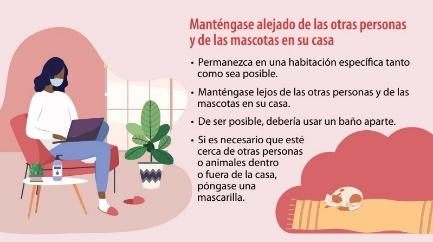 Manténgase alejado de las otras personas
y de las mascotas en su casa
• Permanezca en una habitación específica tanto
como sea posible.
• Manténgase lejos de las otras personas y de las
mascotas en su casa.
• De ser posible, debería usar un baño aparte.
• Si es necesario que esté
cerca de otras personas
o animales dentro
o fuera de la casa,
póngase una
mascarilla.